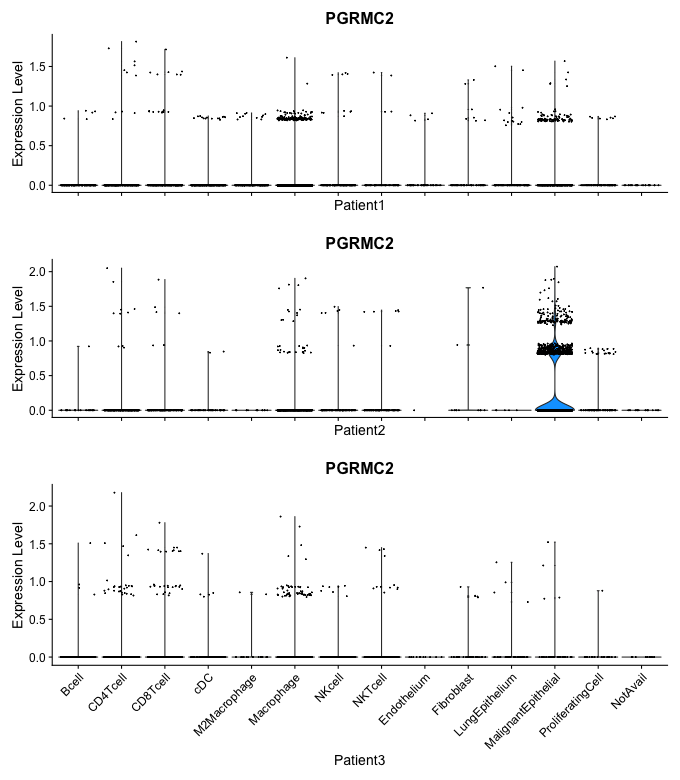 PGRMC2
Expression Level
1.5
1.0
0.5
0.0
Patient1
PGRMC2
Expression Level
2.0
1.5
1.0
0.5
0.0
Patient2
PGRMC2
Expression Level
2.0
1.5
1.0
0.5
0.0
Bcell
CD4Tcell
CD8Tcell
cDC
M2Macrophage
Macrophage
NKcell
NKTcell
Endothelium
Fibroblast
LungEpithelium
MalignantEpithelial
ProliferatingCell
NotAvail
Patient3